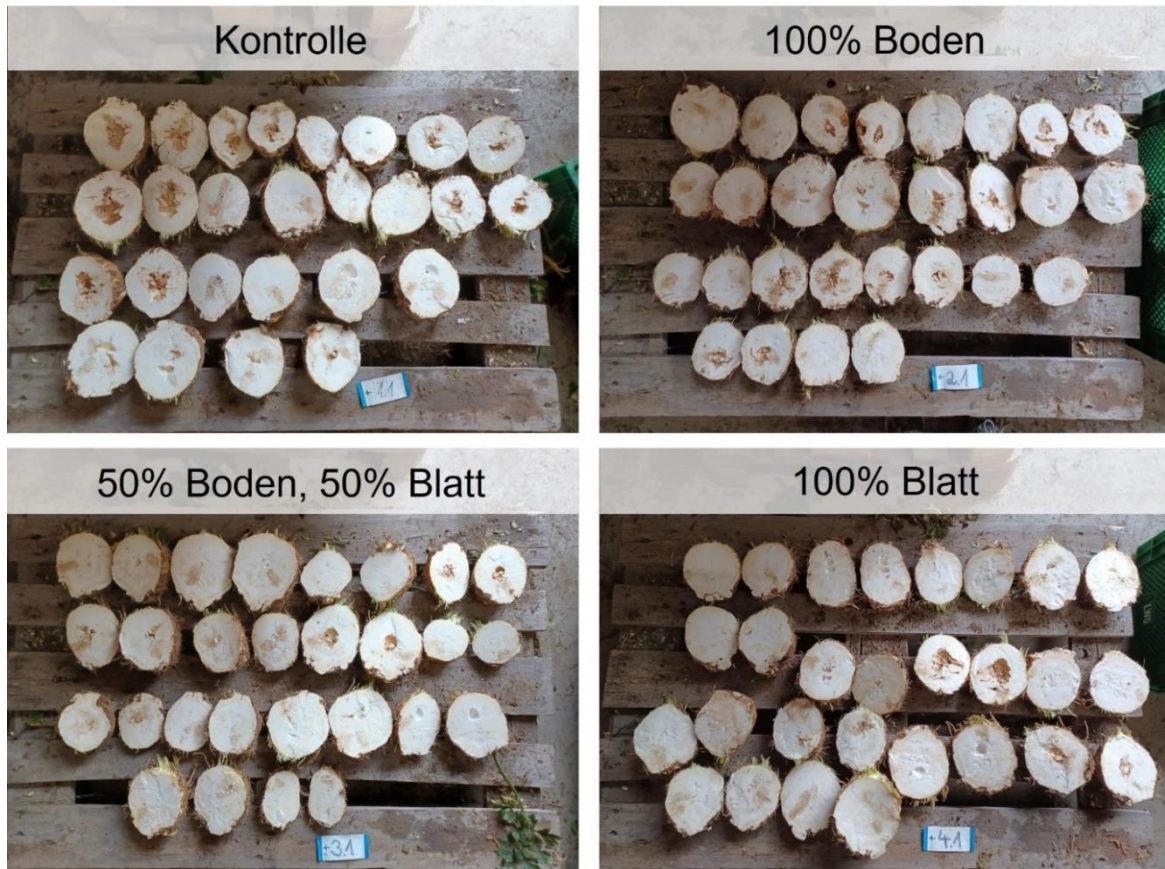 Kontrolle
100% Boden
1.1
2.1
50% Boden, 50% Blatt
100% Blatt
3.1
4.1